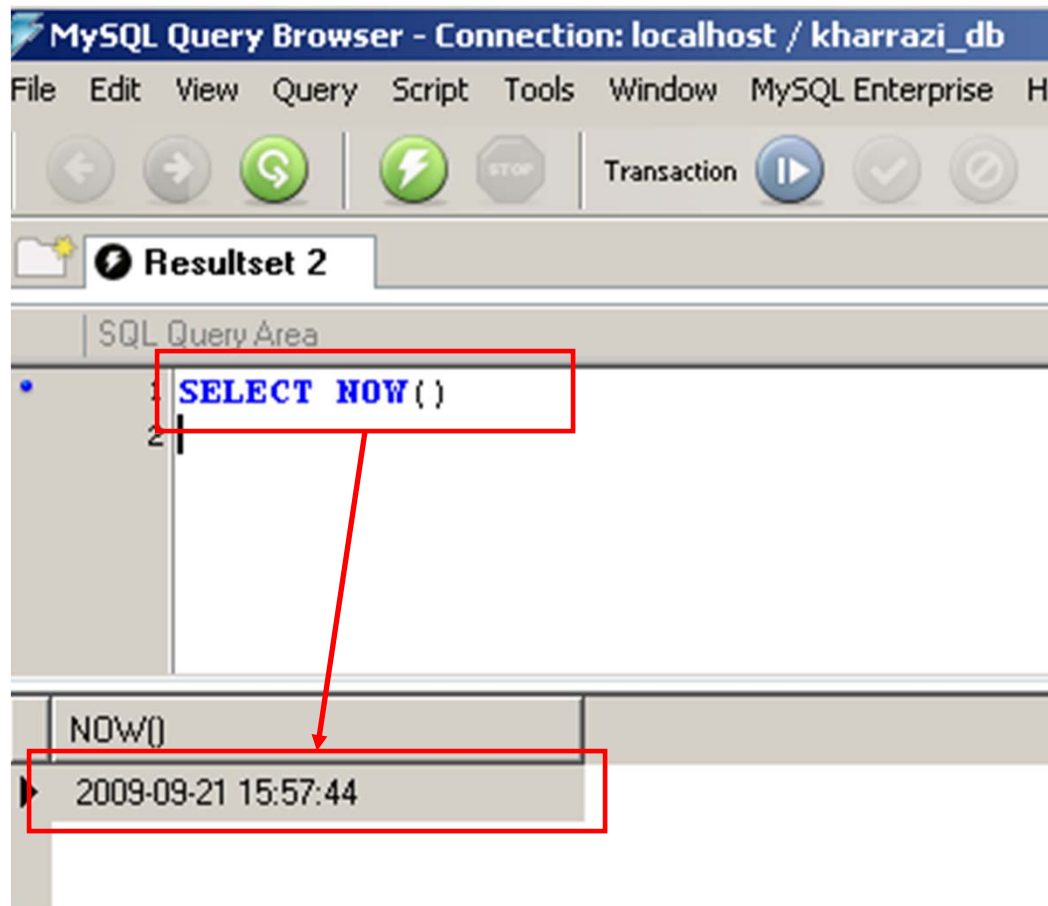 MySQL Query Browser - Connection: localhost / kharrazi_db
File Edit View Query Script Tools Window MySQL Enterprise H
STOP Transaction
Resultset 2
SQL Query Area
1 SELECT NOW()
2
NOW()
2009-09-21 15:57:44